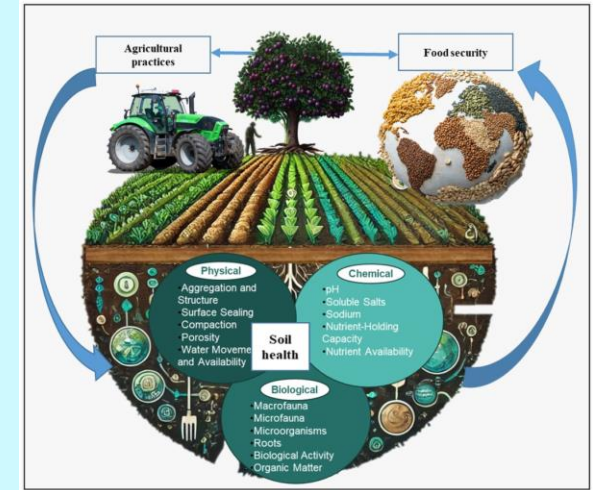 Agricultural
practices
Food security
Physical
Aggregation and
Structure
Surface Sealing
Compaction
Porosity
Water Moveme
and Availability
Chemical
pH
Soluble Salts
Sodium
Nutrient-Holding
Capacity
Nutrient Availability
Soil
health
Biological
Macrofauna
Microfauna
Microorganisms
Roots
Biological Activity
Organic Matter